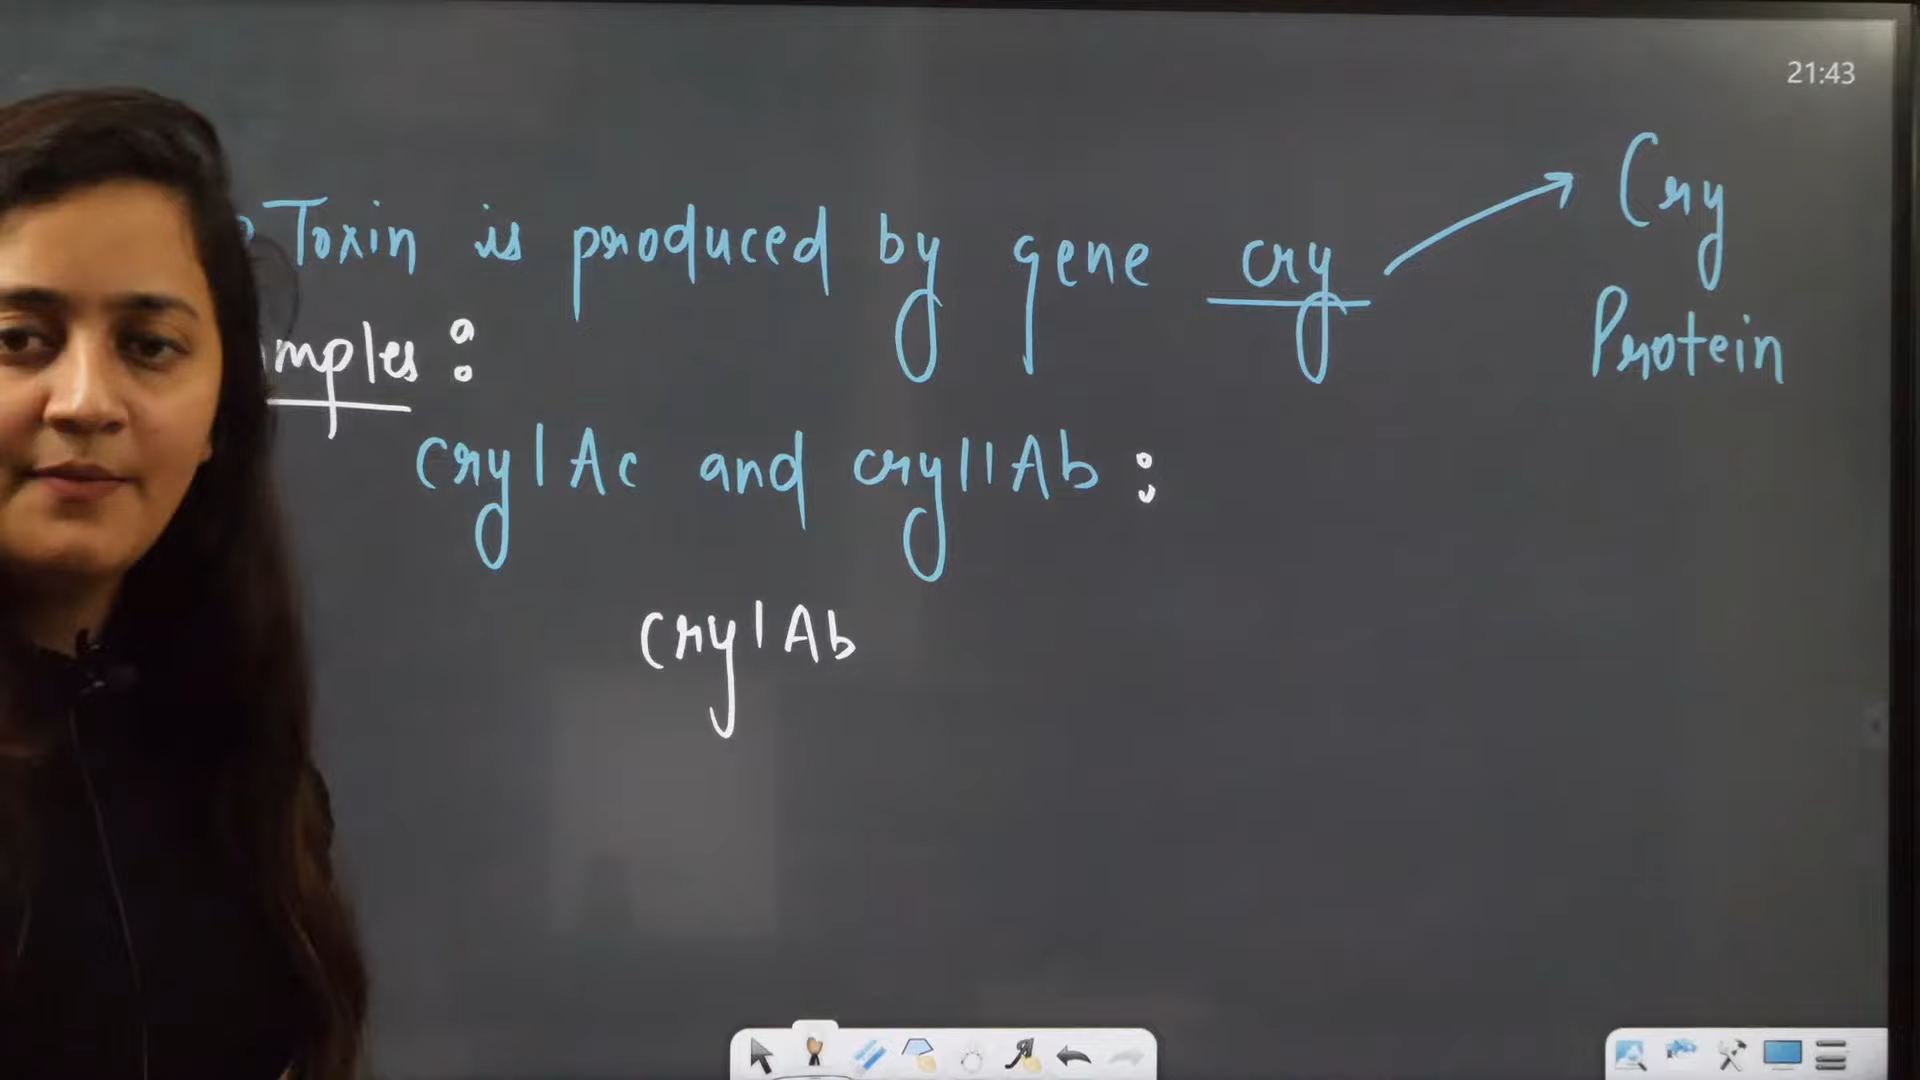 21:43
Toxin is produced by gene cry → Cry
Protein
mples :
cry I Ac and cry II Ab :
cry I Ab